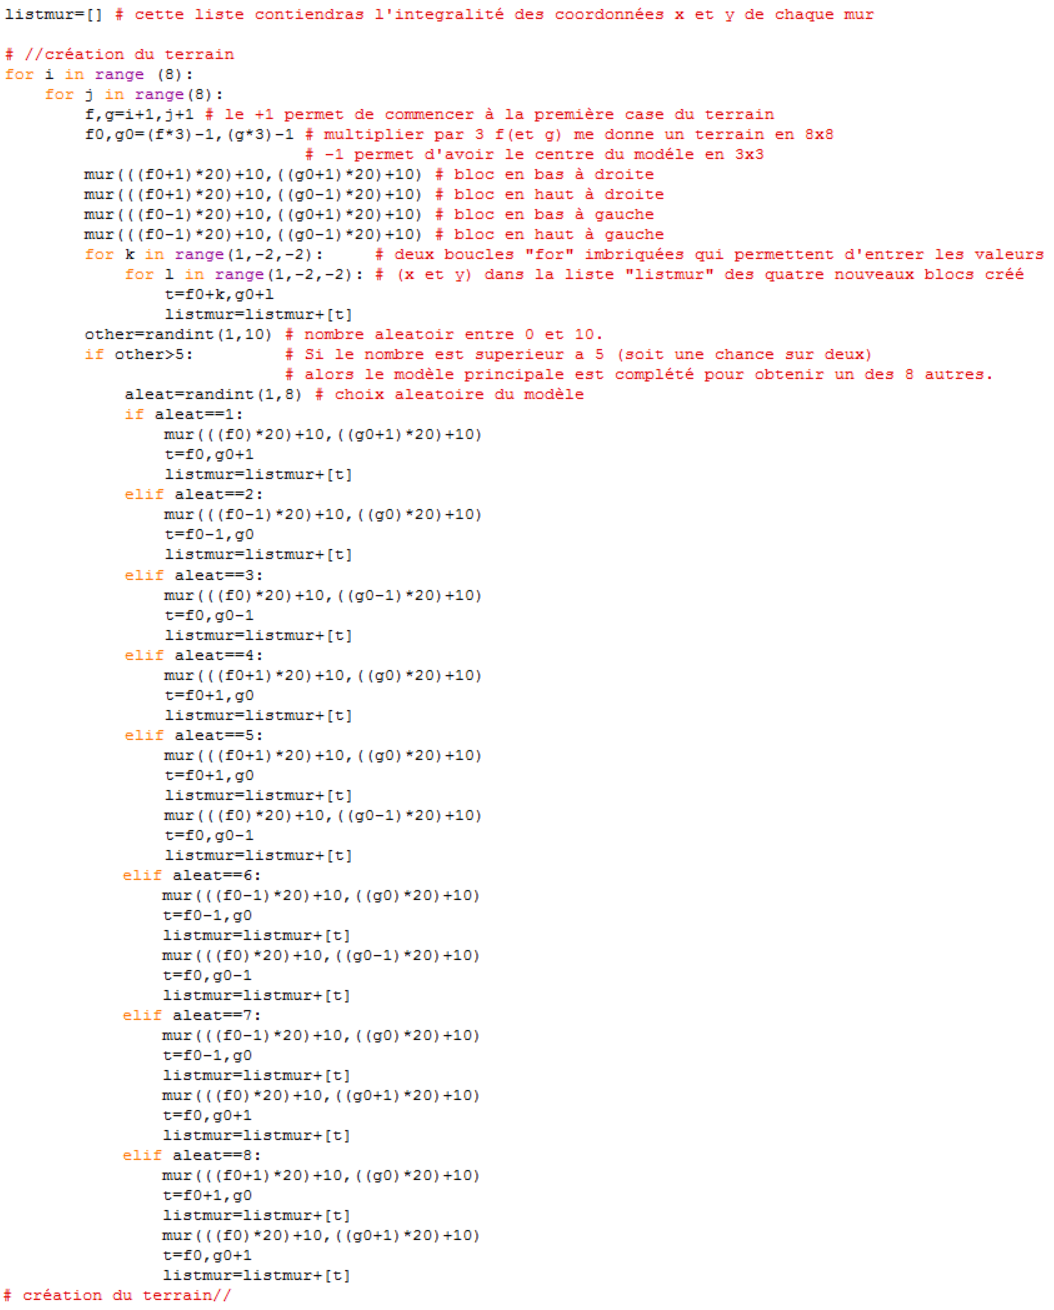 listmur=[] # cette liste contiendras l'integralité des coordonnées x et y de chaque mur

# //création du terrain
for i in range (8):
    for j in range(8):
        f,g=i+1,j+1 # le +1 permet de commencer à la première case du terrain
        f0,g0=(f*3)-1,(g*3)-1 # multiplier par 3 f(et g) me donne un terrain en 8x8
                              # -1 permet d'avoir le centre du modéle en 3x3
        mur(((f0+1)*20)+10,((g0+1)*20)+10) # bloc en bas à droite
        mur(((f0+1)*20)+10,((g0-1)*20)+10) # bloc en haut à droite
        mur(((f0-1)*20)+10,((g0+1)*20)+10) # bloc en bas à gauche
        mur(((f0-1)*20)+10,((g0-1)*20)+10) # bloc en haut à gauche
        for k in range(1,-2,-2):     # deux boucles "for" imbriquées qui permettent d'entrer les valeurs
            for l in range(1,-2,-2): # (x et y) dans la liste "listmur" des quatre nouveaux blocs créé
                t=f0+k,g0+l
                listmur=listmur+[t]
        other=randint(1,10) # nombre aleatoir entre 0 et 10.
        if other>5:         # Si le nombre est superieur a 5 (soit une chance sur deux)
                            # alors le modèle principale est complété pour obtenir un des 8 autres.
            aleat=randint(1,8) # choix aleatoire du modèle
            if aleat==1:
                mur(((f0)*20)+10,((g0+1)*20)+10)
                t=f0,g0+1
                listmur=listmur+[t]
            elif aleat==2:
                mur(((f0-1)*20)+10,((g0)*20)+10)
                t=f0-1,g0
                listmur=listmur+[t]
            elif aleat==3:
                mur(((f0)*20)+10,((g0-1)*20)+10)
                t=f0,g0-1
                listmur=listmur+[t]
            elif aleat==4:
                mur(((f0+1)*20)+10,((g0)*20)+10)
                t=f0+1,g0
                listmur=listmur+[t]
            elif aleat==5:
                mur(((f0+1)*20)+10,((g0)*20)+10)
                t=f0+1,g0
                listmur=listmur+[t]
                mur(((f0)*20)+10,((g0-1)*20)+10)
                t=f0,g0-1
                listmur=listmur+[t]
            elif aleat==6:
                mur(((f0-1)*20)+10,((g0)*20)+10)
                t=f0-1,g0
                listmur=listmur+[t]
                mur(((f0)*20)+10,((g0-1)*20)+10)
                t=f0,g0-1
                listmur=listmur+[t]
            elif aleat==7:
                mur(((f0-1)*20)+10,((g0)*20)+10)
                t=f0-1,g0
                listmur=listmur+[t]
                mur(((f0)*20)+10,((g0+1)*20)+10)
                t=f0,g0+1
                listmur=listmur+[t]
            elif aleat==8:
                mur(((f0+1)*20)+10,((g0)*20)+10)
                t=f0+1,g0
                listmur=listmur+[t]
                mur(((f0)*20)+10,((g0+1)*20)+10)
                t=f0,g0+1
                listmur=listmur+[t]
# création du terrain//